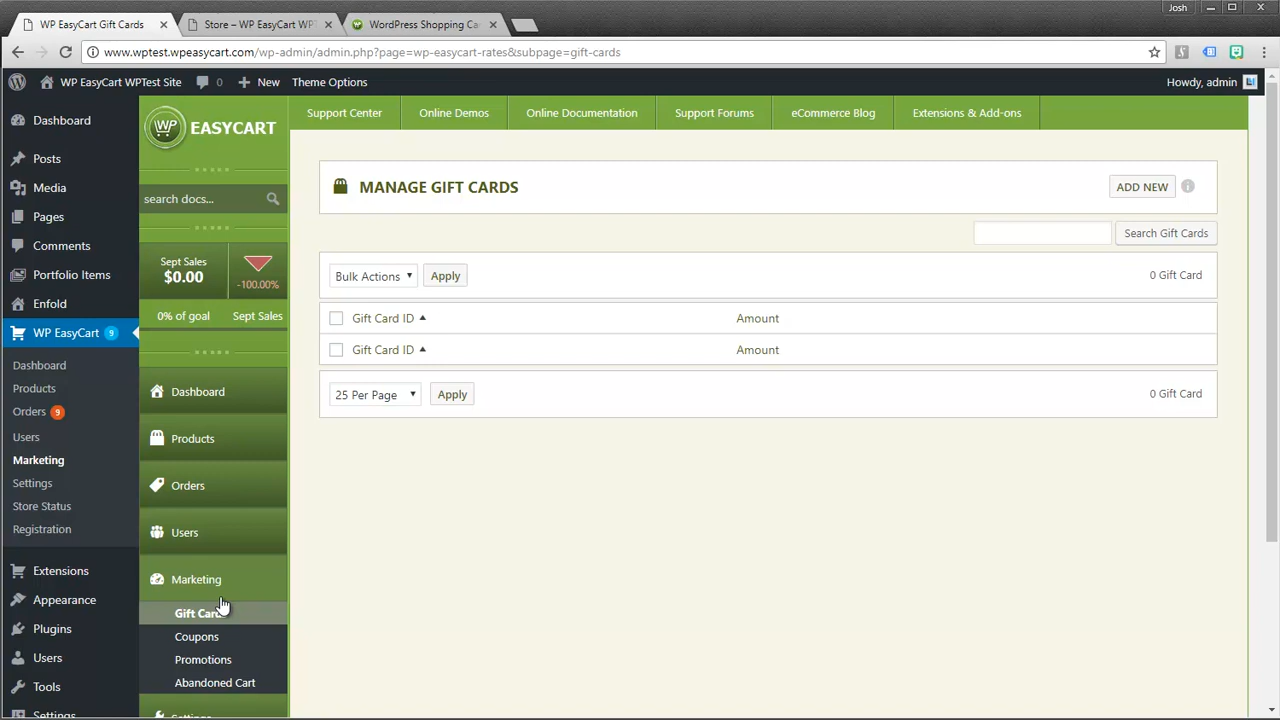 Josh
WP EasyCart Gift Cards
Store – WP EasyCart WPT
WordPress Shopping Ca
www.wptest.wpeasycart.com/wp-admin/admin.php?page=wp-easycart-rates&subpage=gift-cards
WP EasyCart WPTest Site
0
New
Theme Options
Howdy, admin
Dashboard
Posts
Media
Pages
Comments
Portfolio Items
Enfold
WP EasyCart 9
Dashboard
Products
Orders 9
Users
Marketing
Settings
Store Status
Registration
Extensions
Appearance
Plugins
Users
Tools
Settings
WP EASYCART
search docs...
Sept Sales
$0.00
-100.00%
0% of goal
Sept Sales
Dashboard
Products
Orders
Users
Marketing
Gift Car
Coupons
Promotions
Abandoned Cart
Settings
Support Center
Online Demos
Online Documentation
Support Forums
eCommerce Blog
Extensions & Add-ons
MANAGE GIFT CARDS
ADD NEW
Search Gift Cards
Bulk Actions
Apply
0 Gift Card
Gift Card ID
Amount
Gift Card ID
Amount
25 Per Page
Apply
0 Gift Card